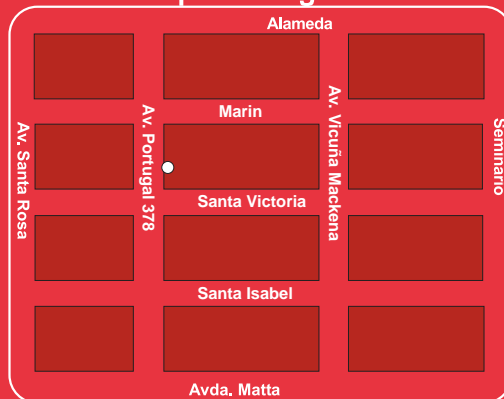 Alameda
Marin
Av. Santa Rosa
Av. Portugal 378
Av. Vicuña Mackena
Seminario
Santa Victoria
Santa Isabel
Avda. Matta